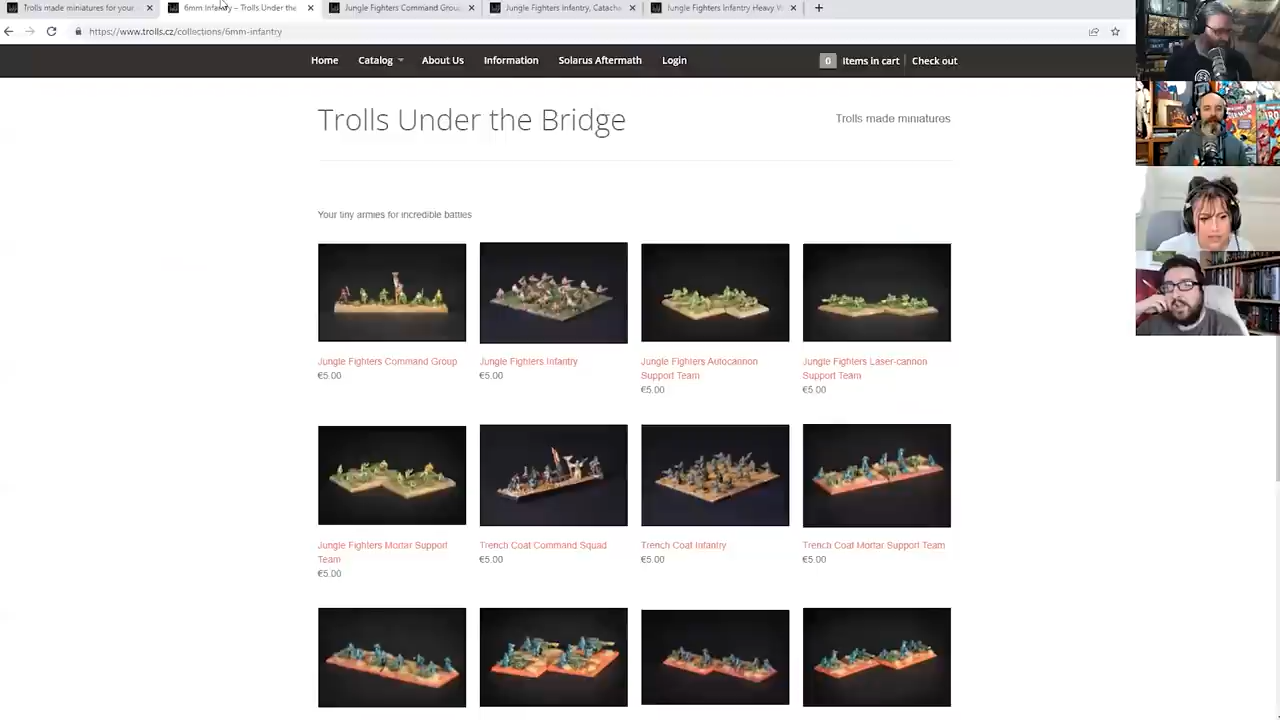 Trolls made miniatures for your
6mm Infantry – Trolls Under the
Jungle Fighters Command Grou
Jungle Fighters Infantry, Catach
Jungle Fighters Infantry Heavy W
https://www.trolls.cz/collections/6mm-infantry
Home
Catalog
About Us
Information
Solarus Aftermath
Login
0
Items in cart
Check out
Trolls Under the Bridge
Trolls made miniatures
Your tiny armies for incredible battles
Jungle Fighters Command Group
€5.00
Jungle Fighters Infantry
€5.00
Jungle Fighters Autocannon
Support Team
€5.00
Jungle Fighters Laser-cannon
Support Team
€5.00
Jungle Fighters Mortar Support
Team
€5.00
Trench Coat Command Squad
€5.00
Trench Coat Infantry
€5.00
Trench Coat Mortar Support Team
€5.00